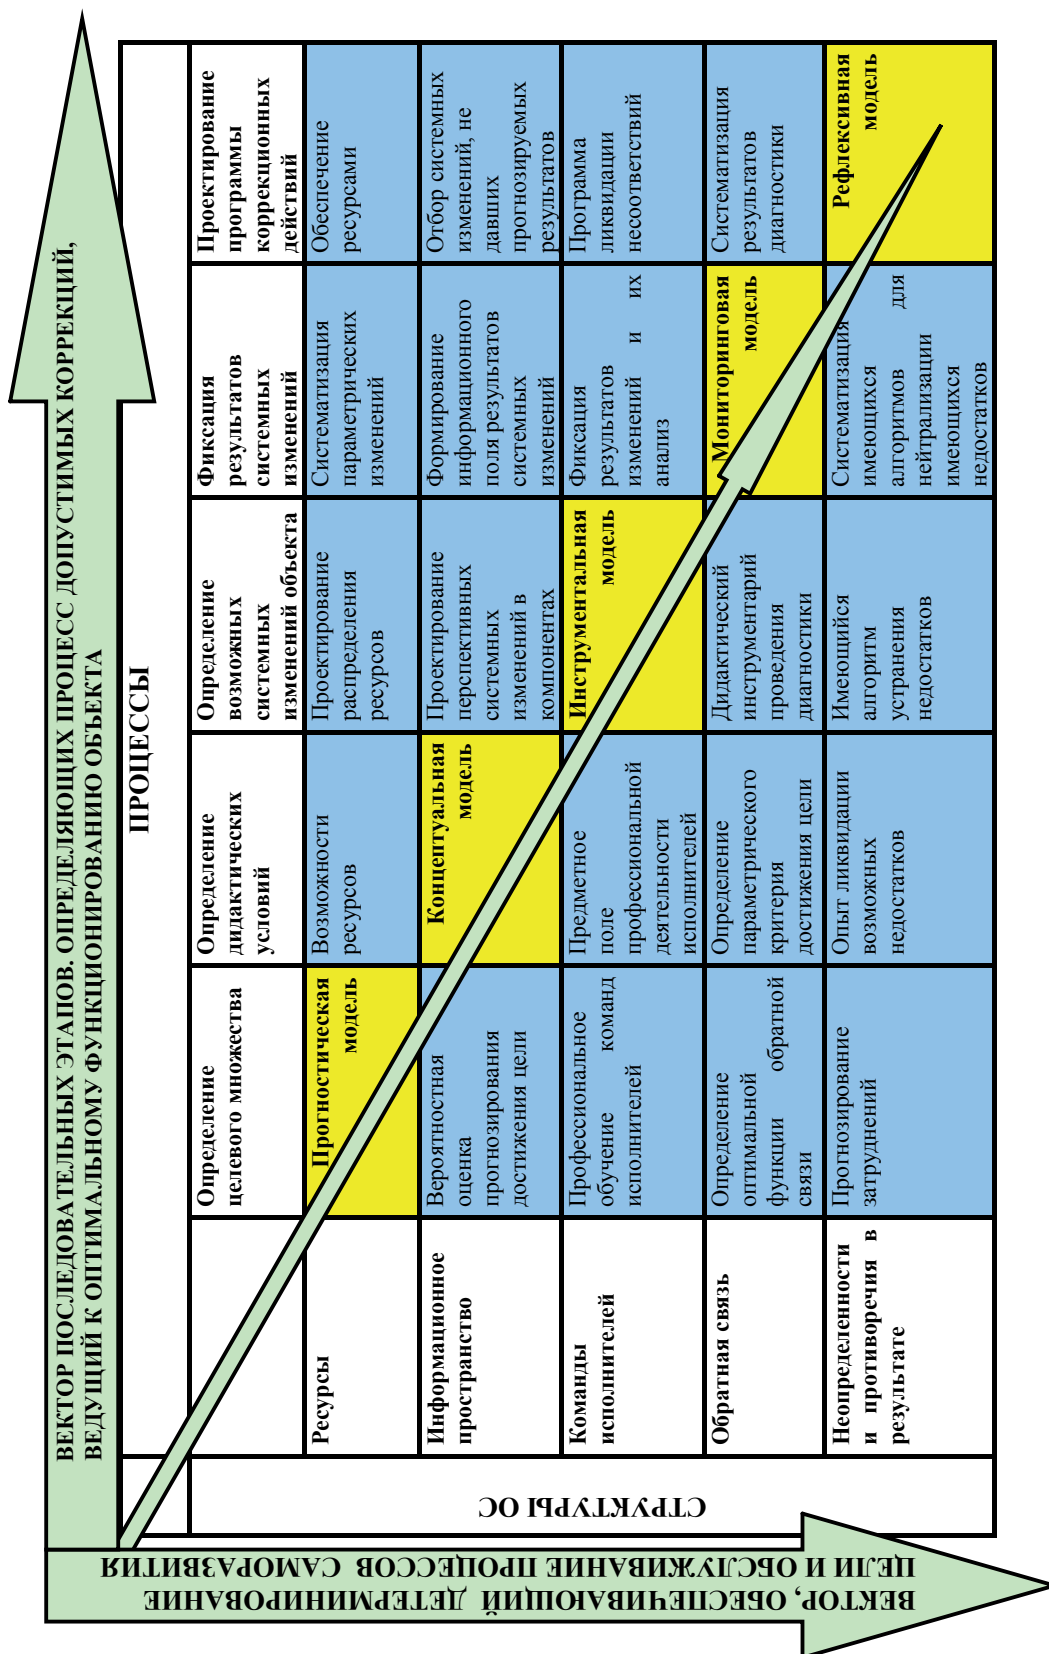 ВЕКТОР ПОСЛЕДОВАТЕЛЬНЫХ ЭТАПОВ. ОПРЕДЕЛЯЮЩИХ ПРОЦЕСС ДОПУСТИМЫХ КОРРЕКЦИЙ,
ВЕДУЩИЙ К ОПТИМАЛЬНОМУ ФУНКЦИОНИРОВАНИЮ ОБЪЕКТА
ПРОЦЕССЫ
Определение
целевого множества
Определение
дидактических
условий
Определение
возможных
системных
изменений объекта
Фиксация
результатов
системных
изменений
Проектирование
программы
коррекционных
действий
Ресурсы
Прогностическая
модель
Возможности
ресурсов
Проектирование
распределения
ресурсов
Систематизация
параметрических
изменений
Обеспечение
ресурсами
Информационное
пространство
Вероятностная
оценка
прогнозирования
достижения цели
Концептуальная
модель
Проектирование
перспективных
системных
изменений в
компонентах
Формирование
информационного
поля результатов
системных
изменений
Отбор системных
изменений, не
давших
прогнозируемых
результатов
Команды
исполнителей
Профессиональное
обучение команд
исполнителей
Предметное
поле
профессиональной
деятельности
исполнителей
Инструментальная
модель
Фиксация
результатов
изменений и их
анализ
Программа
ликвидации
несоответствий
Обратная связь
Определение
оптимальной
функции обратной
связи
Определение
параметрического
критерия
достижения цели
Дидактический
инструментарий
проведения
диагностики
Мониторинговая
модель
Систематизация
результатов
диагностики
Неопределенности
и противоречия в
результате
Прогнозирование
затруднений
Опыт ликвидации
возможных
недостатков
Имеющийся
алгоритм
устранения
недостатков
Систематизация
имеющихся
алгоритмов для
нейтрализации
имеющихся
недостатков
Рефлексивная
модель
СТРУКТУРЫ ОС
ВЕКТОР, ОБЕСПЕЧИВАЮЩИЙ ДЕТЕРМИНИРОВАНИЕ
ЦЕЛИ И ОБСЛУЖИВАНИЕ ПРОЦЕССОВ САМОРАЗВИТИЯ